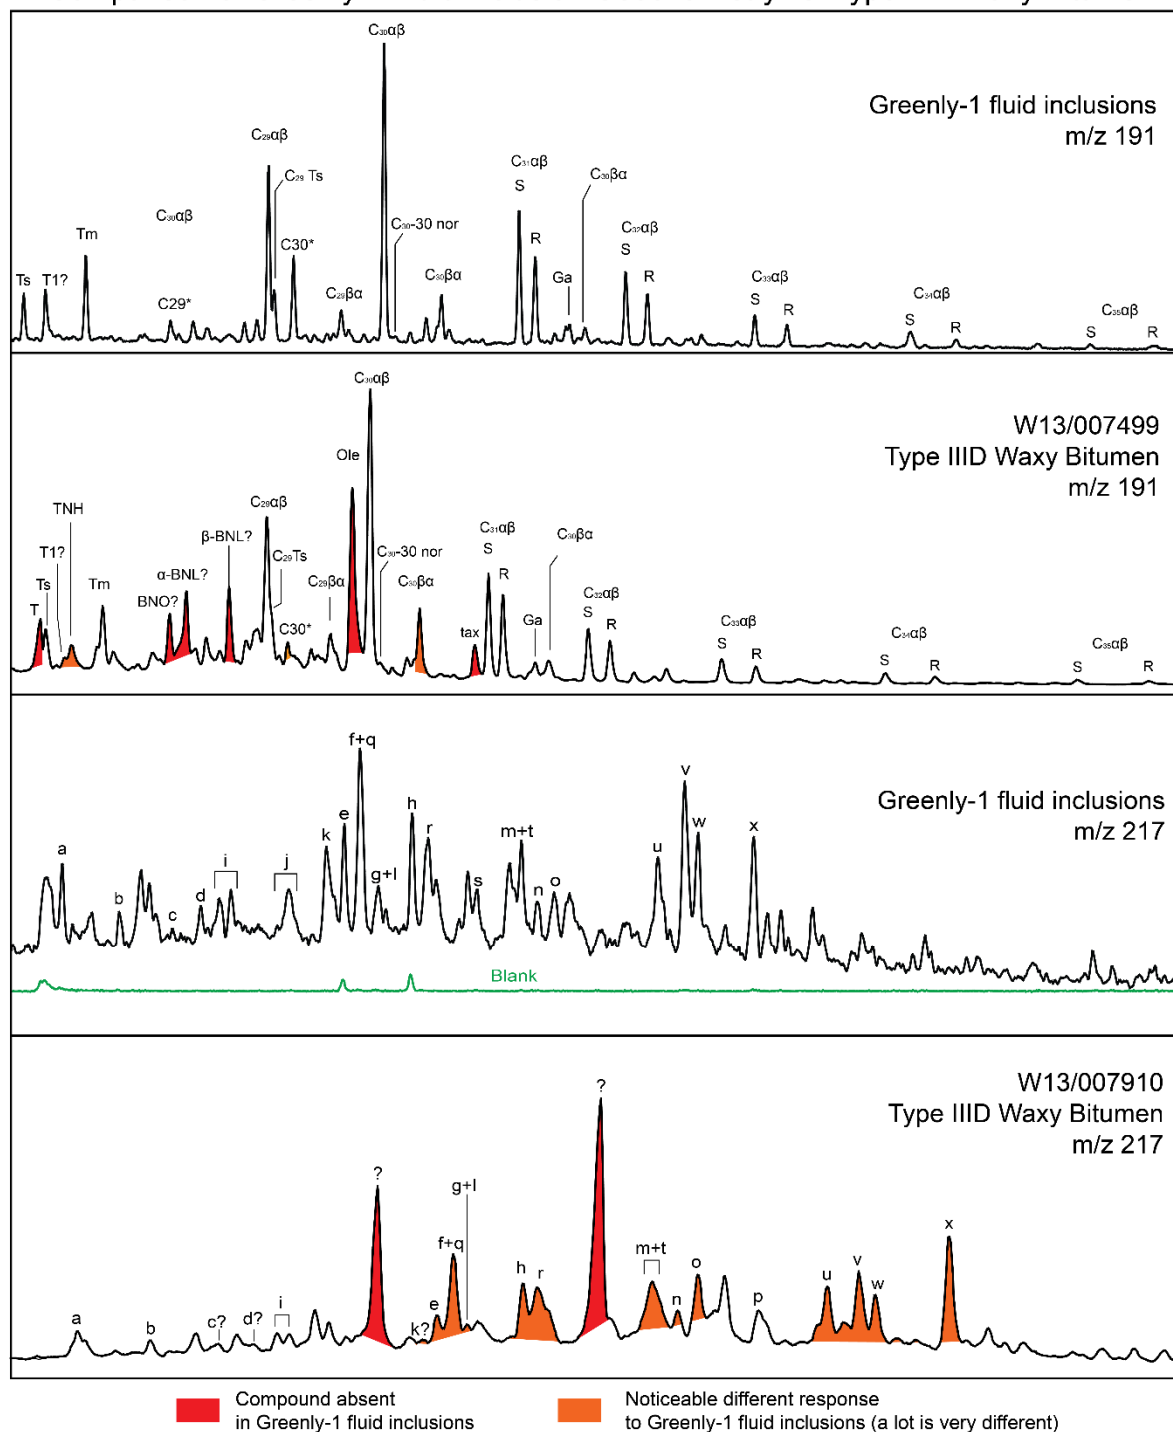 Greenly-1 fluid inclusions
m/z 191
C₃₀αβ
C₂₉αβ
C₂₉ Ts
C₃₀αβ
Tm
C30*
Ts
T1?
C29*
C₂₉βα
C₃₀-30 nor
C₃₀βα
C₃₁αβ
S
R
Ga
C₃₀βα
C₃₂αβ
S
R
C₃₃αβ
S
R
C₃₄αβ
S
R
C₃₅αβ
S
R
W13/007499
Type IIID Waxy Bitumen
m/z 191
C₃₀αβ
Ole
TNH
T1?
Ts
T
Tm
BNO?
α-BNL?
β-BNL?
C₂₉αβ
C₂₉Ts
C30*
C₂₉βα
C₃₀-30 nor
C₃₀βα
tax
C₃₁αβ
S
R
Ga
C₃₀βα
C₃₂αβ
S
R
C₃₃αβ
S
R
C₃₄αβ
S
R
C₃₅αβ
S
R
Greenly-1 fluid inclusions
m/z 217
a
b
c
d
i
j
k
e
f+q
g+l
h
r
s
m+t
n
o
u
v
w
x
Blank
W13/007910
Type IIID Waxy Bitumen
m/z 217
a
b
c?
d?
i
?
k?
e
f+q
g+l
h
r
?
m+t
n
o
p
u
v
w
x
Compound absent
in Greenly-1 fluid inclusions
Noticeable different response
to Greenly-1 fluid inclusions (a lot is very different)